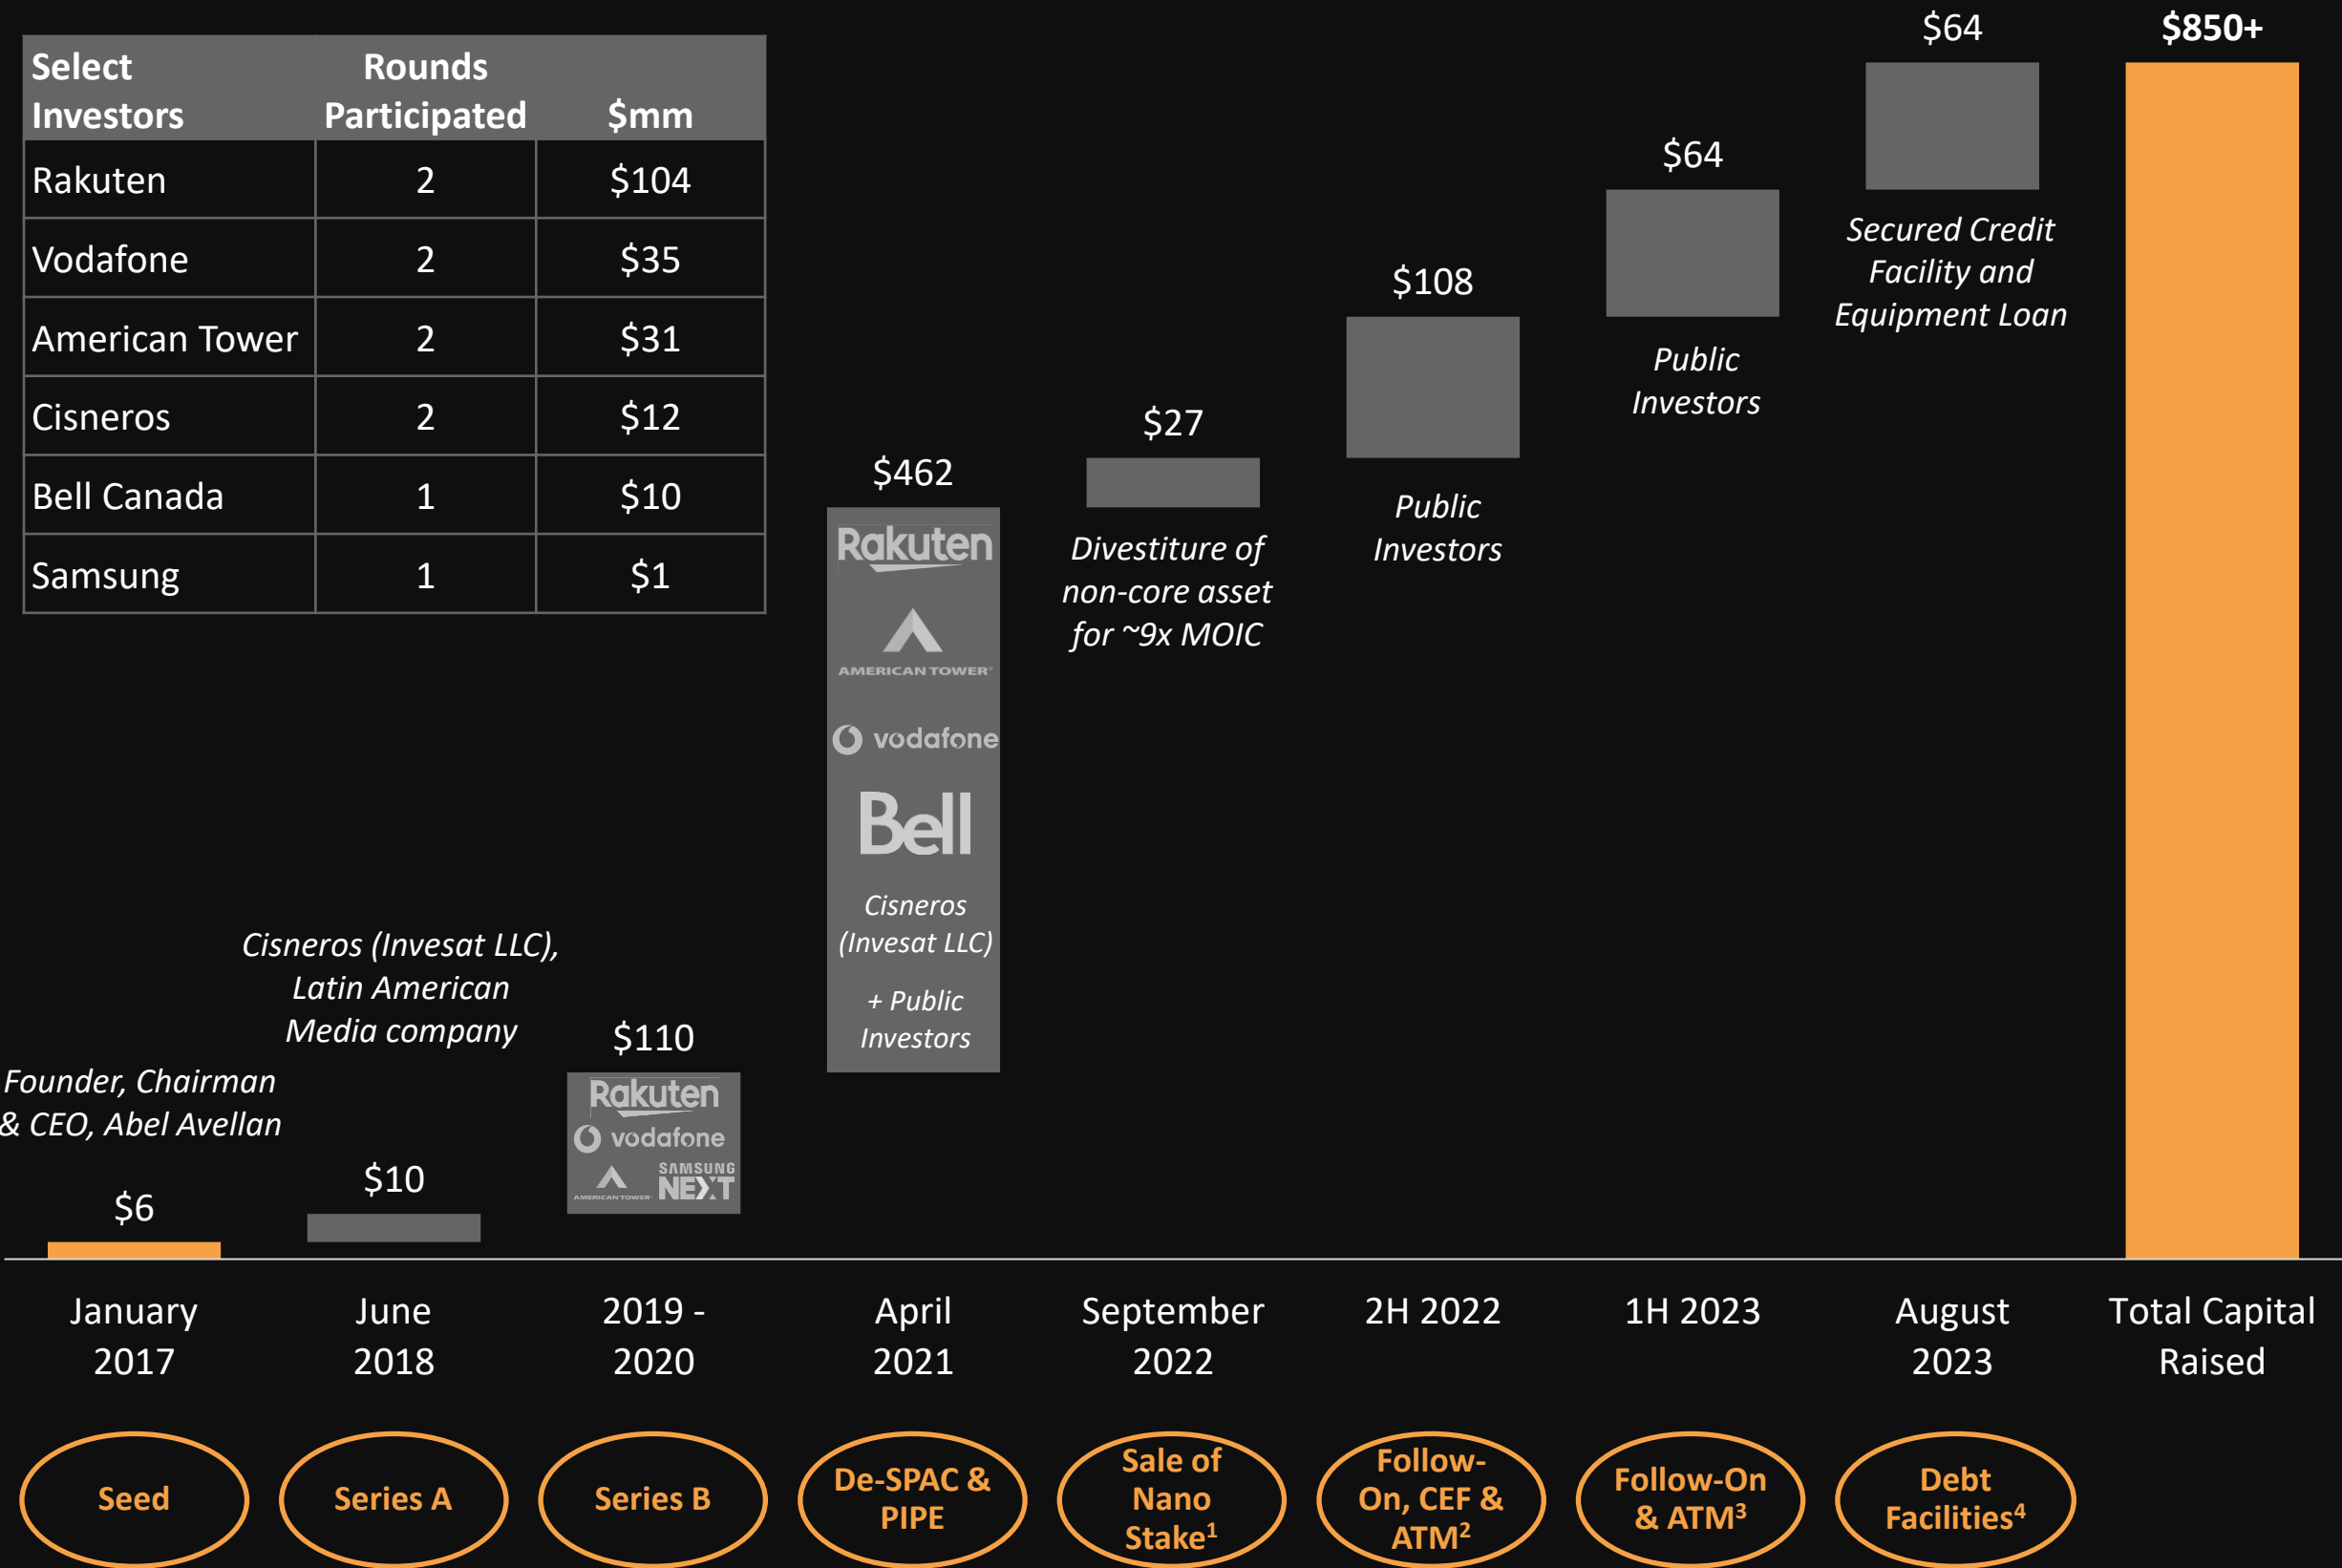 Select Investors Rounds Participated $mm
Rakuten 2 $104
Vodafone 2 $35
American Tower 2 $31
Cisneros 2 $12
Bell Canada 1 $10
Samsung 1 $1
Founder, Chairman
& CEO, Abel Avellan
$6
Cisneros (Invesat LLC),
Latin American
Media company
$10
$110
Rakuten
vodafone
AMERICAN TOWER®
SAMSUNG
NEXT
$462
Rakuten
AMERICAN TOWER®
vodafone
Bell
Cisneros
(Invesat LLC)
+ Public
Investors
$27
Divestiture of
non-core asset
for ~9x MOIC
$108
Public
Investors
$64
Public
Investors
$64
Secured Credit
Facility and
Equipment Loan
$850+
January
2017
June
2018
2019 -
2020
April
2021
September
2022
2H 2022
1H 2023
August
2023
Total Capital
Raised
Seed
Series A
Series B
De-SPAC &
PIPE
Sale of
Nano
Stake¹
Follow-
On, CEF &
ATM²
Follow-On
& ATM³
Debt
Facilities⁴